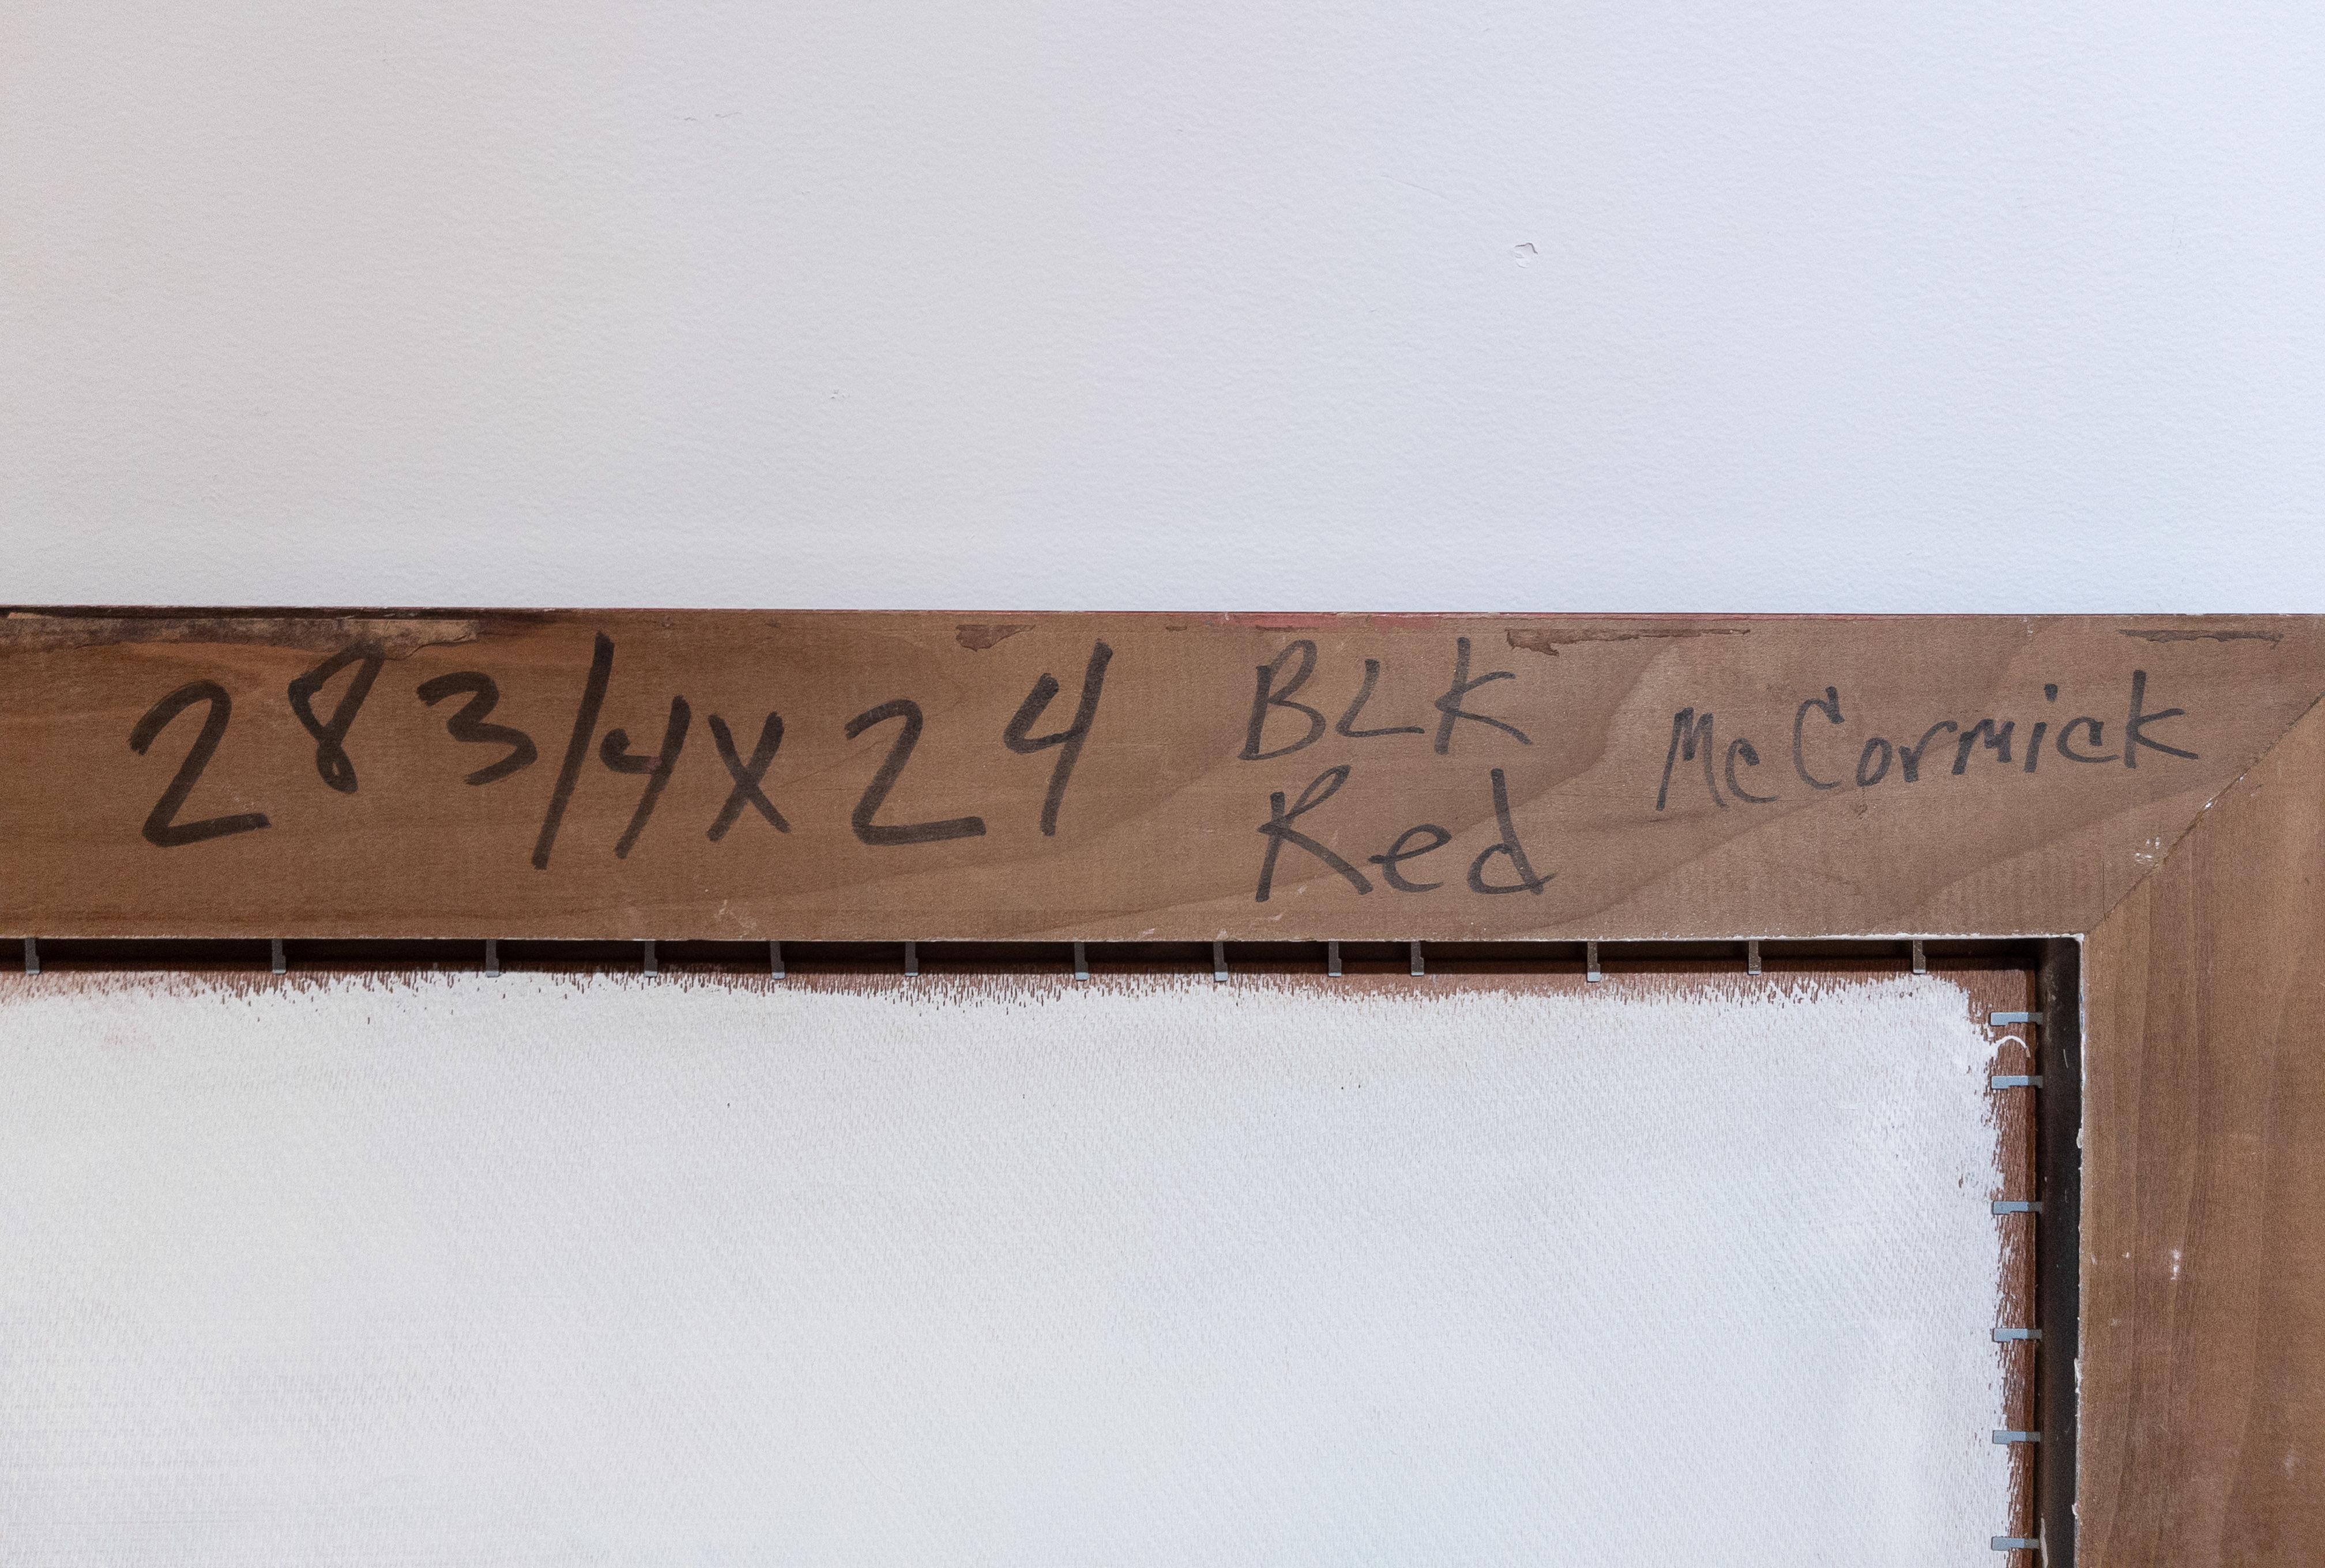 28 3/4 X 24 BLK McCormick
Red